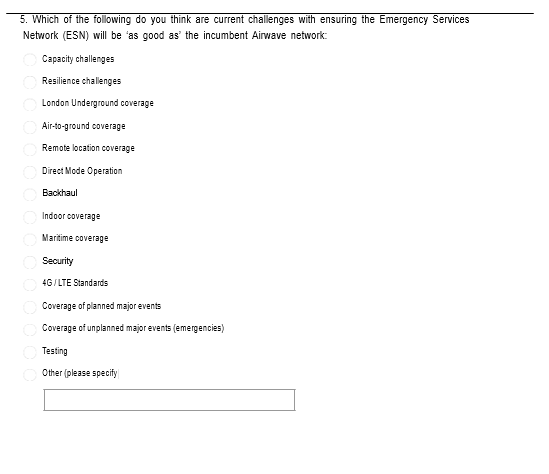 5. Which of the following do you think are current challenges with ensuring the Emergency Services
Network (ESN) will be 'as good as' the incumbent Airwave network:
Capacity challenges
Resilience challenges
London Underground coverage
Air-to-ground coverage
Remote location coverage
Direct Mode Operation
Backhaul
Indoor coverage
Maritime coverage
Security
4G / LTE Standards
Coverage of planned major events
Coverage of unplanned major events (emergencies)
Testing
Other (please specify